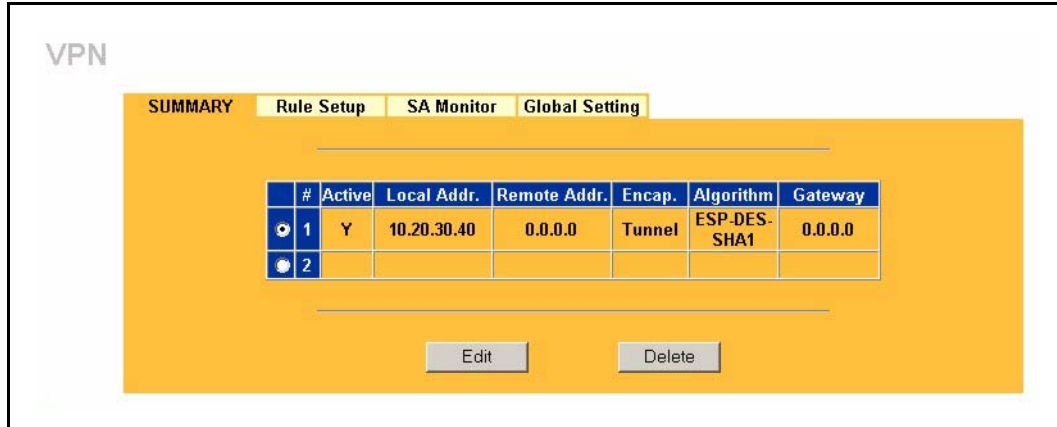 VPN
SUMMARY Rule Setup SA Monitor Global Setting
# Active Local Addr. Remote Addr. Encap. Algorithm Gateway
1 Y 10.20.30.40 0.0.0.0 Tunnel ESP-DES-SHA1 0.0.0.0
2
Edit Delete